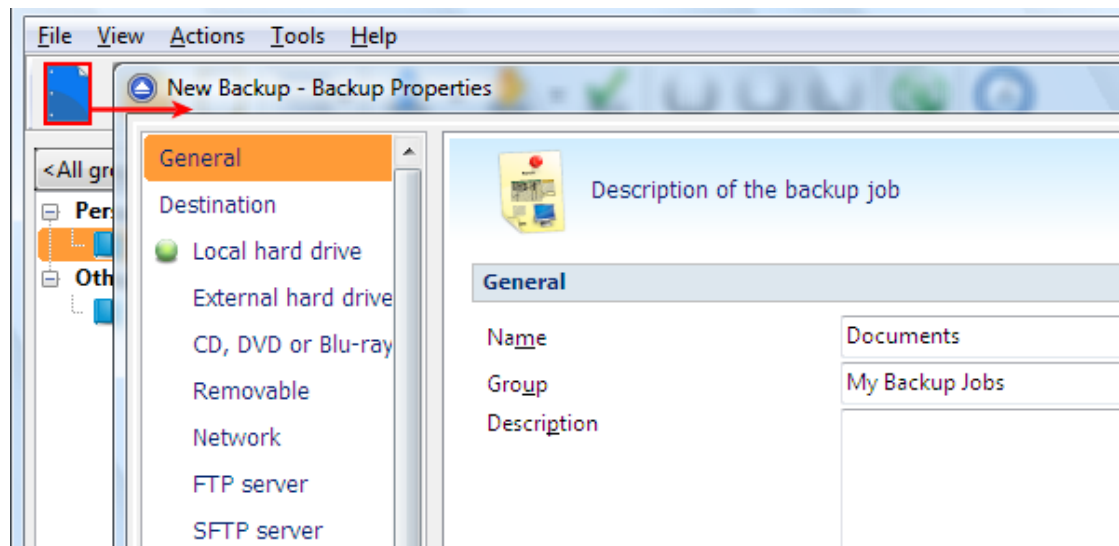 File View Actions Tools Help
New Backup - Backup Properties
<All gr
Per
Oth
General
Destination
Local hard drive
External hard drive
CD, DVD or Blu-ray
Removable
Network
FTP server
SFTP server
Description of the backup job
General
Name Documents
Group My Backup Jobs
Description